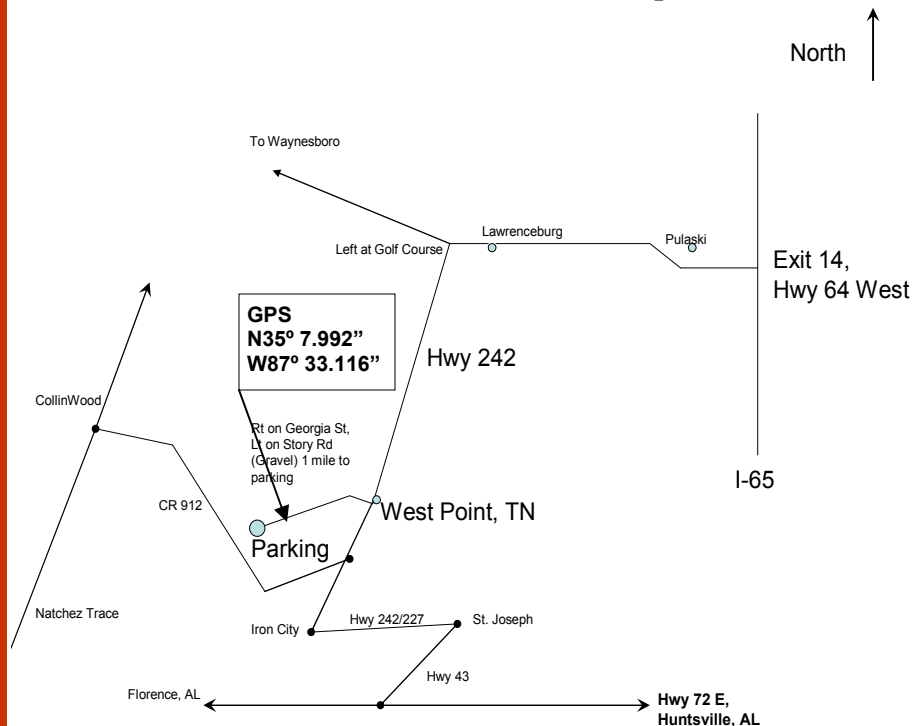 North
To Waynesboro
Lawrenceburg
Pulaski
Left at Golf Course
Exit 14,
Hwy 64 West
GPS
N35º 7.992”
W87º 33.116”
Hwy 242
CollinWood
Rt on Georgia St,
Lt on Story Rd
(Gravel) 1 mile to
parking
I-65
CR 912
West Point, TN
Parking
Natchez Trace
Iron City
Hwy 242/227
St. Joseph
Hwy 43
Florence, AL
Hwy 72 E,
Huntsville, AL